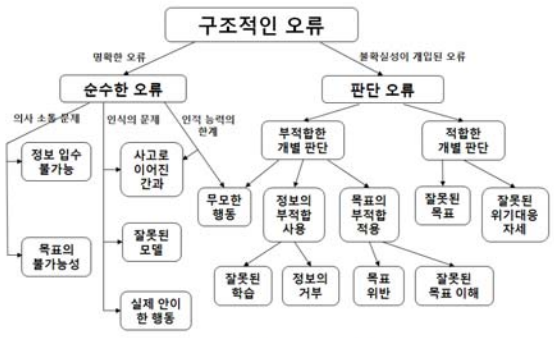 구조적인 오류
명확한 오류
불확실성이 개입된 오류
순수한 오류
판단 오류
의사 소통 문제
인식의 문제
인적 능력의
한계
부적합한
개별 판단
적합한
개별 판단
정보 입수
불가능
사고로
이어진
간과
무모한
행동
정보의
부적합
사용
목표의
부적합
적용
잘못된
목표
잘못된
위기대응
자세
목표의
불가능성
잘못된
모델
잘못된
학습
정보의
거부
목표
위반
잘못된
목표 이해
실제 안이
한 행동